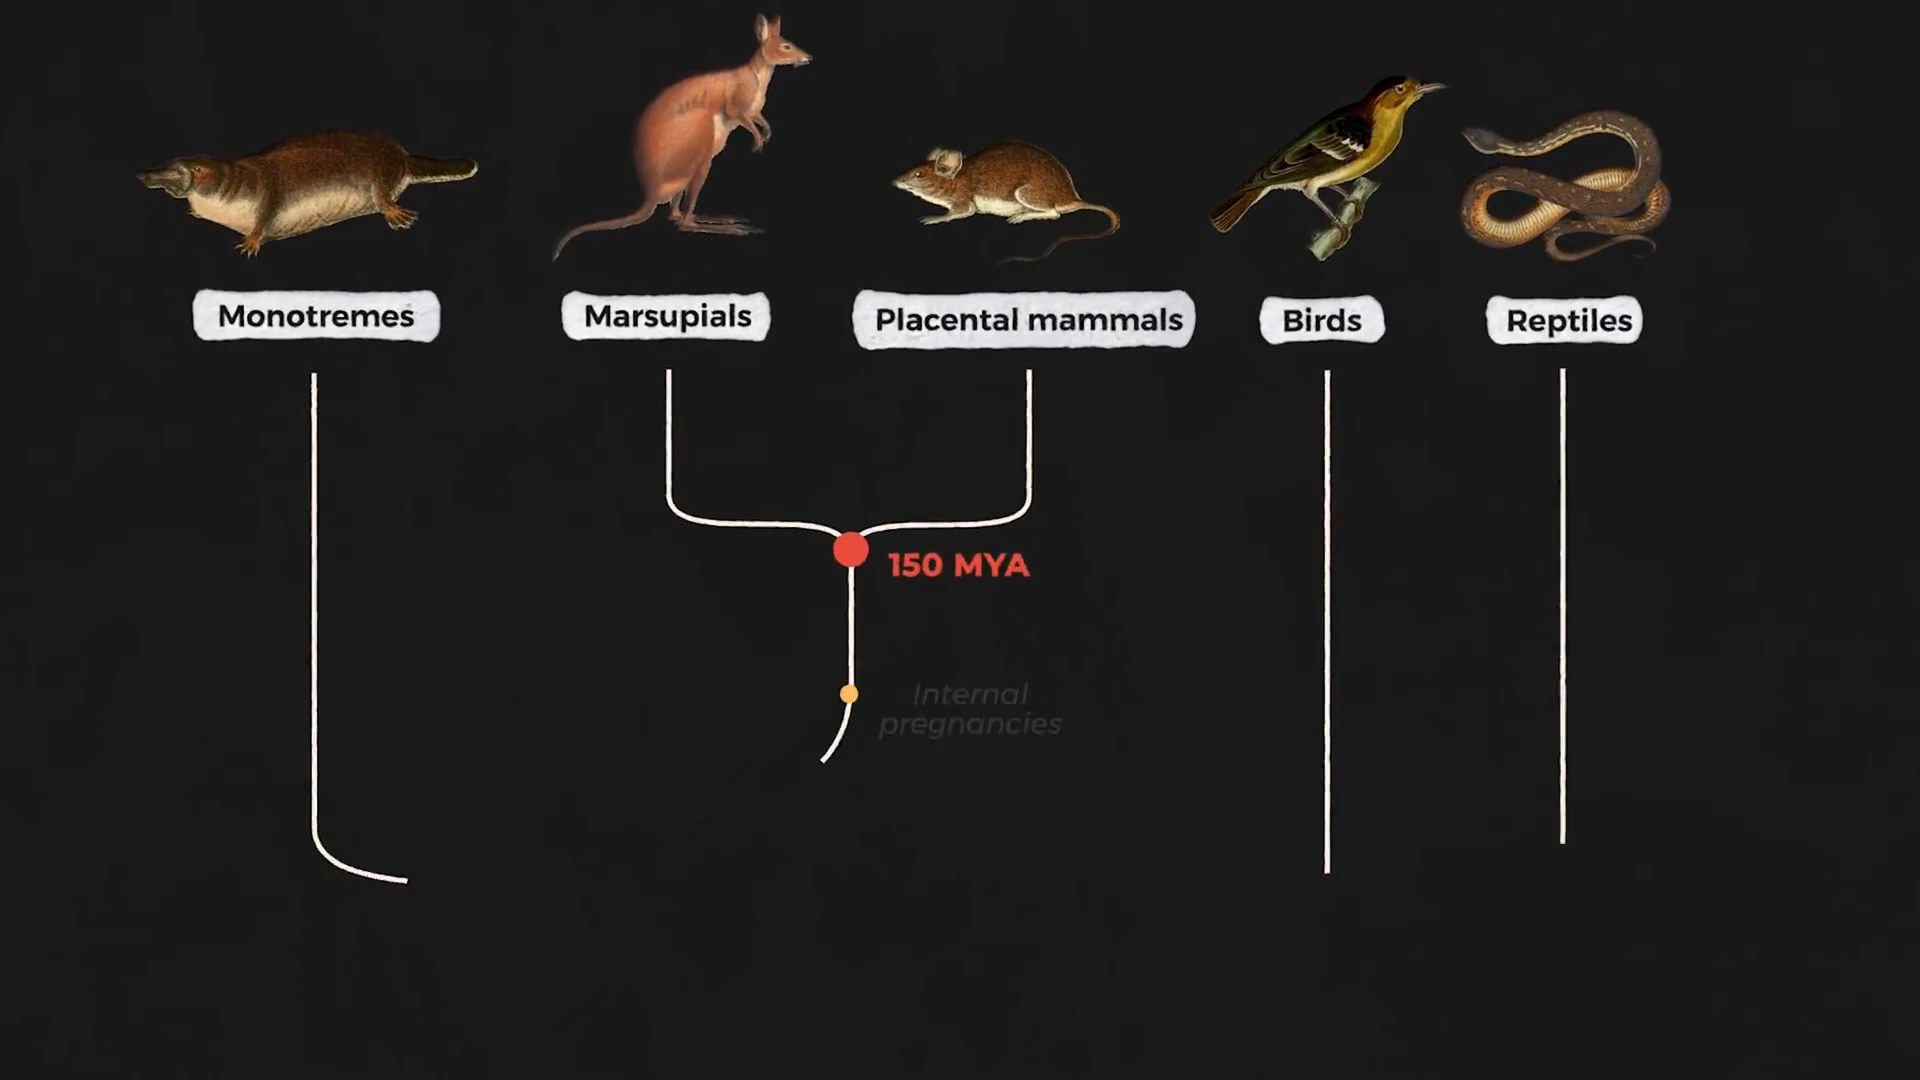 Monotremes
Marsupials
Placental mammals
Birds
Reptiles
150 MYA
Internal
pregnancies